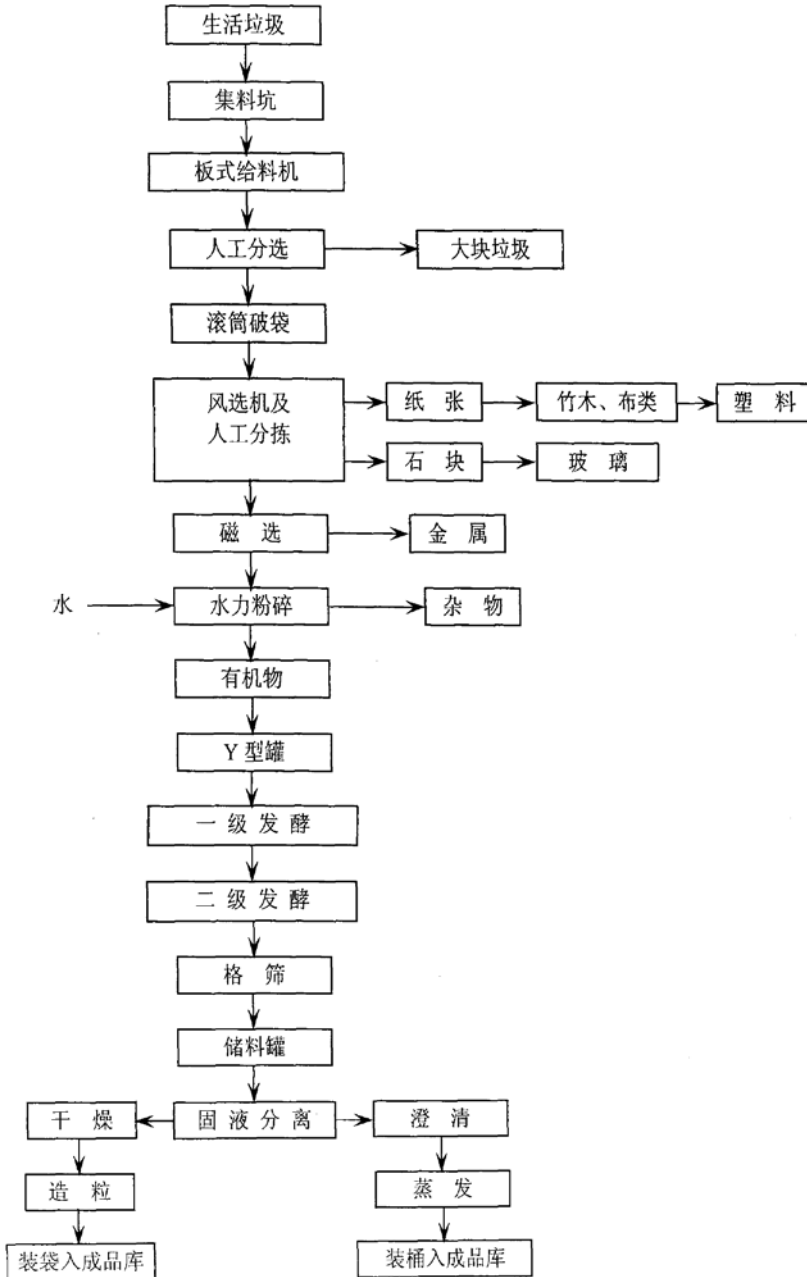 生活垃圾
集料坑
板式给料机
人工分选
大块垃圾
滚筒破袋
风选机及
人工分拣
纸 张
竹木、布类
塑 料
石 块
玻 璃
磁 选
金 属
水
水力粉碎
杂 物
有机物
Y 型罐
一 级 发 酵
二 级 发 酵
格 筛
储料罐
干 燥
固 液 分 离
澄 清
造 粒
蒸 发
装袋入成品库
装桶入成品库